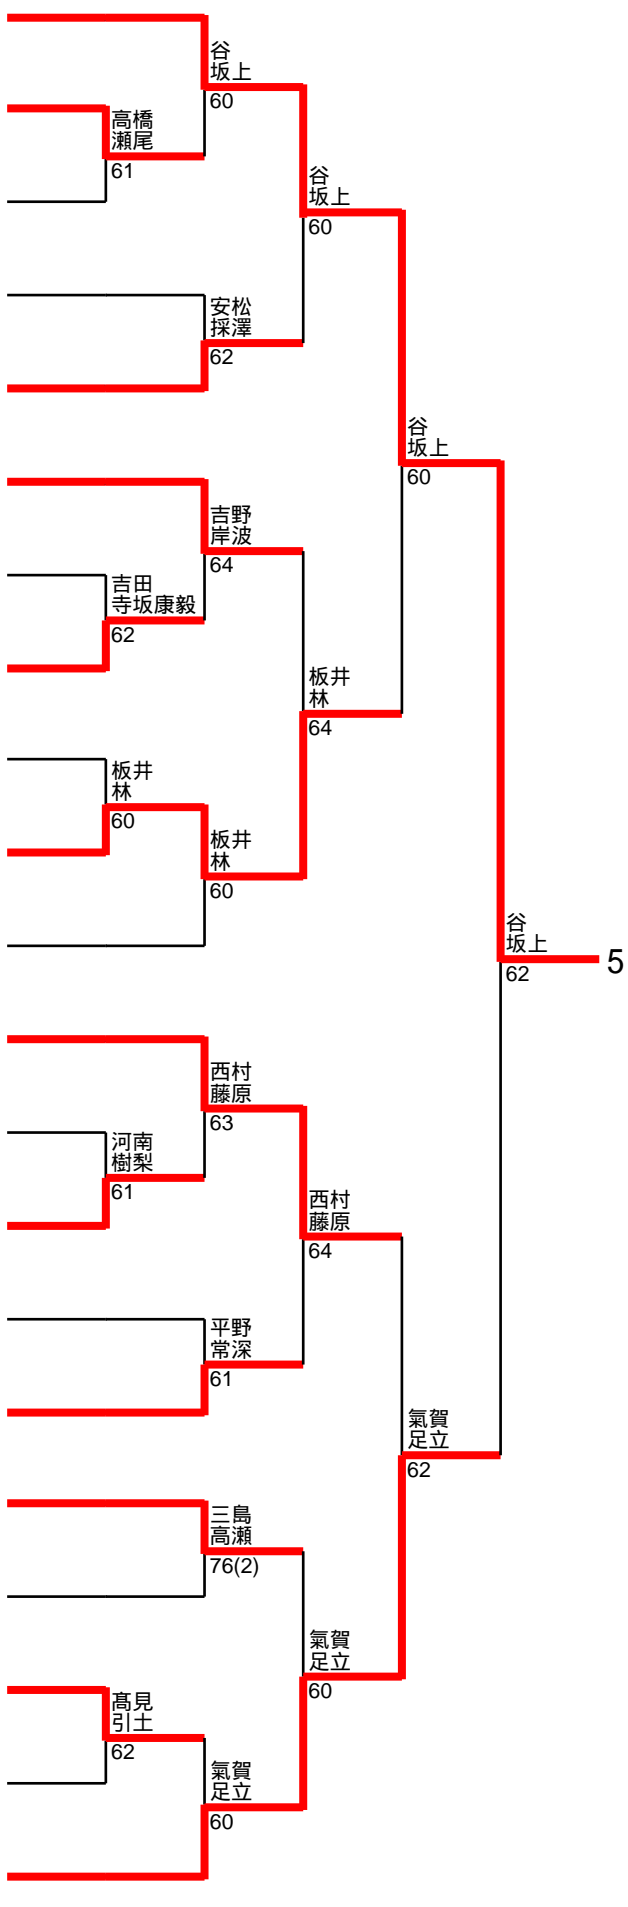 谷
坂上
60
高橋
瀬尾
61
谷
坂上
60
安松
採澤
62
谷
坂上
60
吉野
岸波
64
吉田
寺坂康毅
62
板井
林
64
板井
林
60
板井
林
60
谷
坂上
62
5
西村
藤原
63
河南
樹梨
61
西村
藤原
64
平野
常深
61
氣賀
足立
62
三島
高瀬
76(2)
氣賀
足立
60
髙見
引土
62
氣賀
足立
60